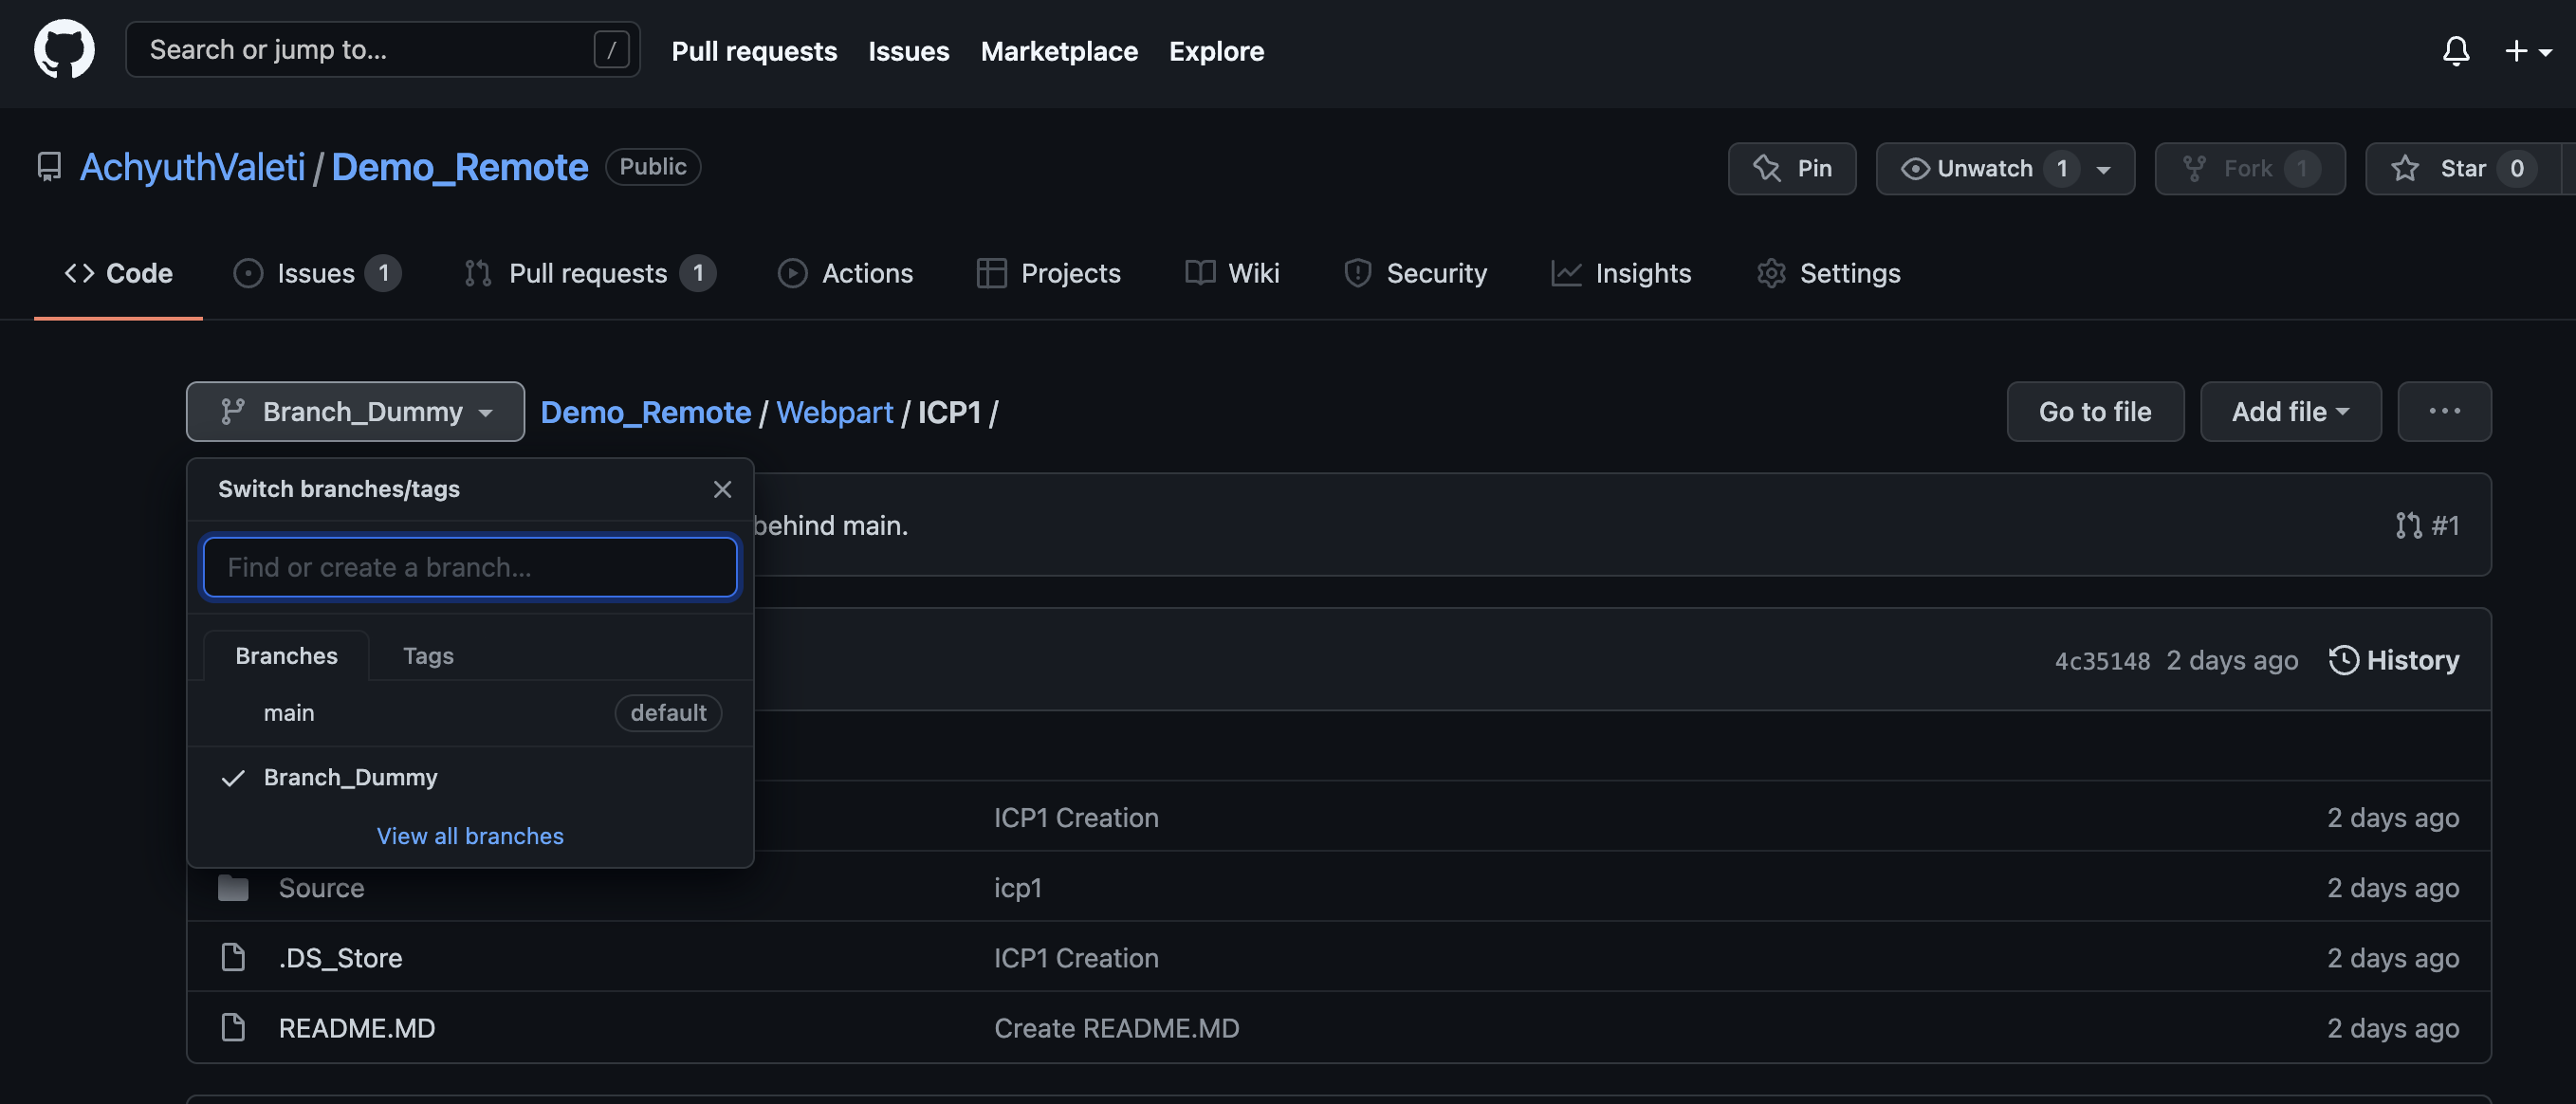 Search or jump to... / Pull requests Issues Marketplace Explore
AchyuthValeti / Demo_Remote Public Pin Unwatch 1 Fork 1 Star 0
Code Issues 1 Pull requests 1 Actions Projects Wiki Security Insights Settings
Branch_Dummy Demo_Remote / Webpart / ICP1 / Go to file Add file ...
Switch branches/tags
behind main. #1
Find or create a branch...
Branches Tags
4c35148 2 days ago History
main default
Branch_Dummy
ICP1 Creation 2 days ago
View all branches
Source icp1 2 days ago
.DS_Store ICP1 Creation 2 days ago
README.MD Create README.MD 2 days ago